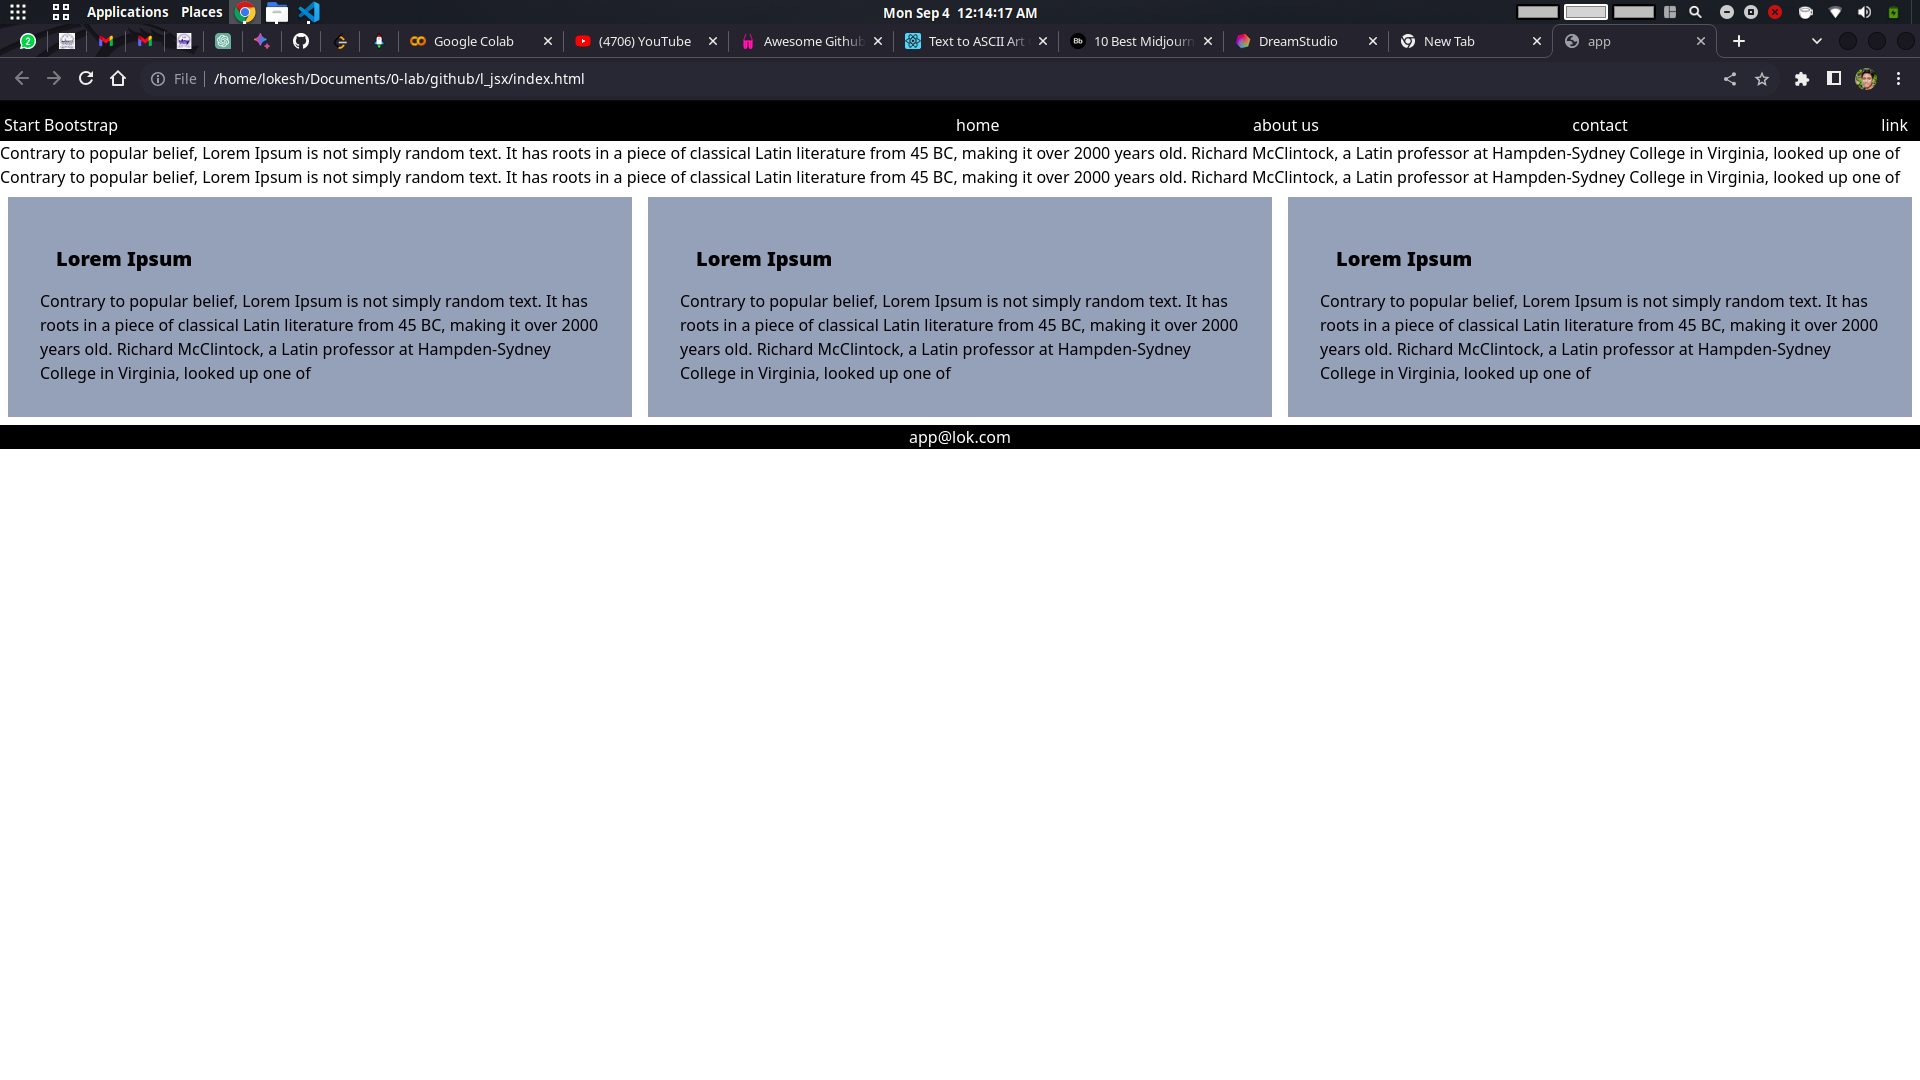 Applications Places Mon Sep 4 12:14:17 AM
2 Google Colab (4706) YouTube Awesome Github Text to ASCII Art Bb 10 Best Midjourn DreamStudio New Tab app
File /home/lokesh/Documents/0-lab/github/l_jsx/index.html
Start Bootstrap home about us contact link
Contrary to popular belief, Lorem Ipsum is not simply random text. It has roots in a piece of classical Latin literature from 45 BC, making it over 2000 years old. Richard McClintock, a Latin professor at Hampden-Sydney College in Virginia, looked up one of
Contrary to popular belief, Lorem Ipsum is not simply random text. It has roots in a piece of classical Latin literature from 45 BC, making it over 2000 years old. Richard McClintock, a Latin professor at Hampden-Sydney College in Virginia, looked up one of
Lorem Ipsum
Contrary to popular belief, Lorem Ipsum is not simply random text. It has
roots in a piece of classical Latin literature from 45 BC, making it over 2000
years old. Richard McClintock, a Latin professor at Hampden-Sydney
College in Virginia, looked up one of
Lorem Ipsum
Contrary to popular belief, Lorem Ipsum is not simply random text. It has
roots in a piece of classical Latin literature from 45 BC, making it over 2000
years old. Richard McClintock, a Latin professor at Hampden-Sydney
College in Virginia, looked up one of
Lorem Ipsum
Contrary to popular belief, Lorem Ipsum is not simply random text. It has
roots in a piece of classical Latin literature from 45 BC, making it over 2000
years old. Richard McClintock, a Latin professor at Hampden-Sydney
College in Virginia, looked up one of
app@lok.com